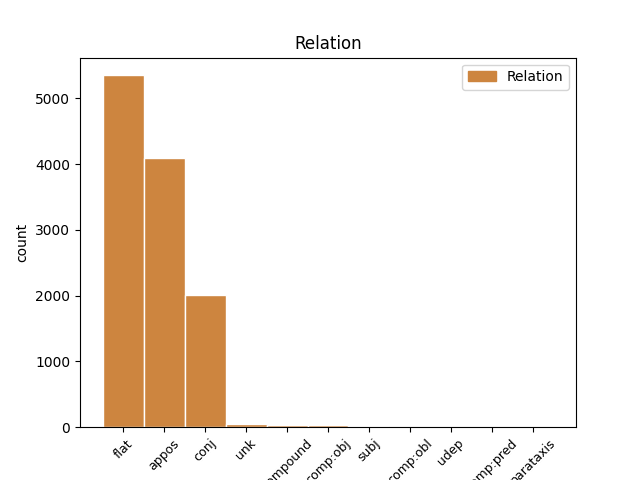 Relation
Relation
count
5000
4000
3000
2000
1000
0
flat
appos
conj
unk
ompound
comp:obj
subj
comp:obl
udep
omp:pred
parataxis